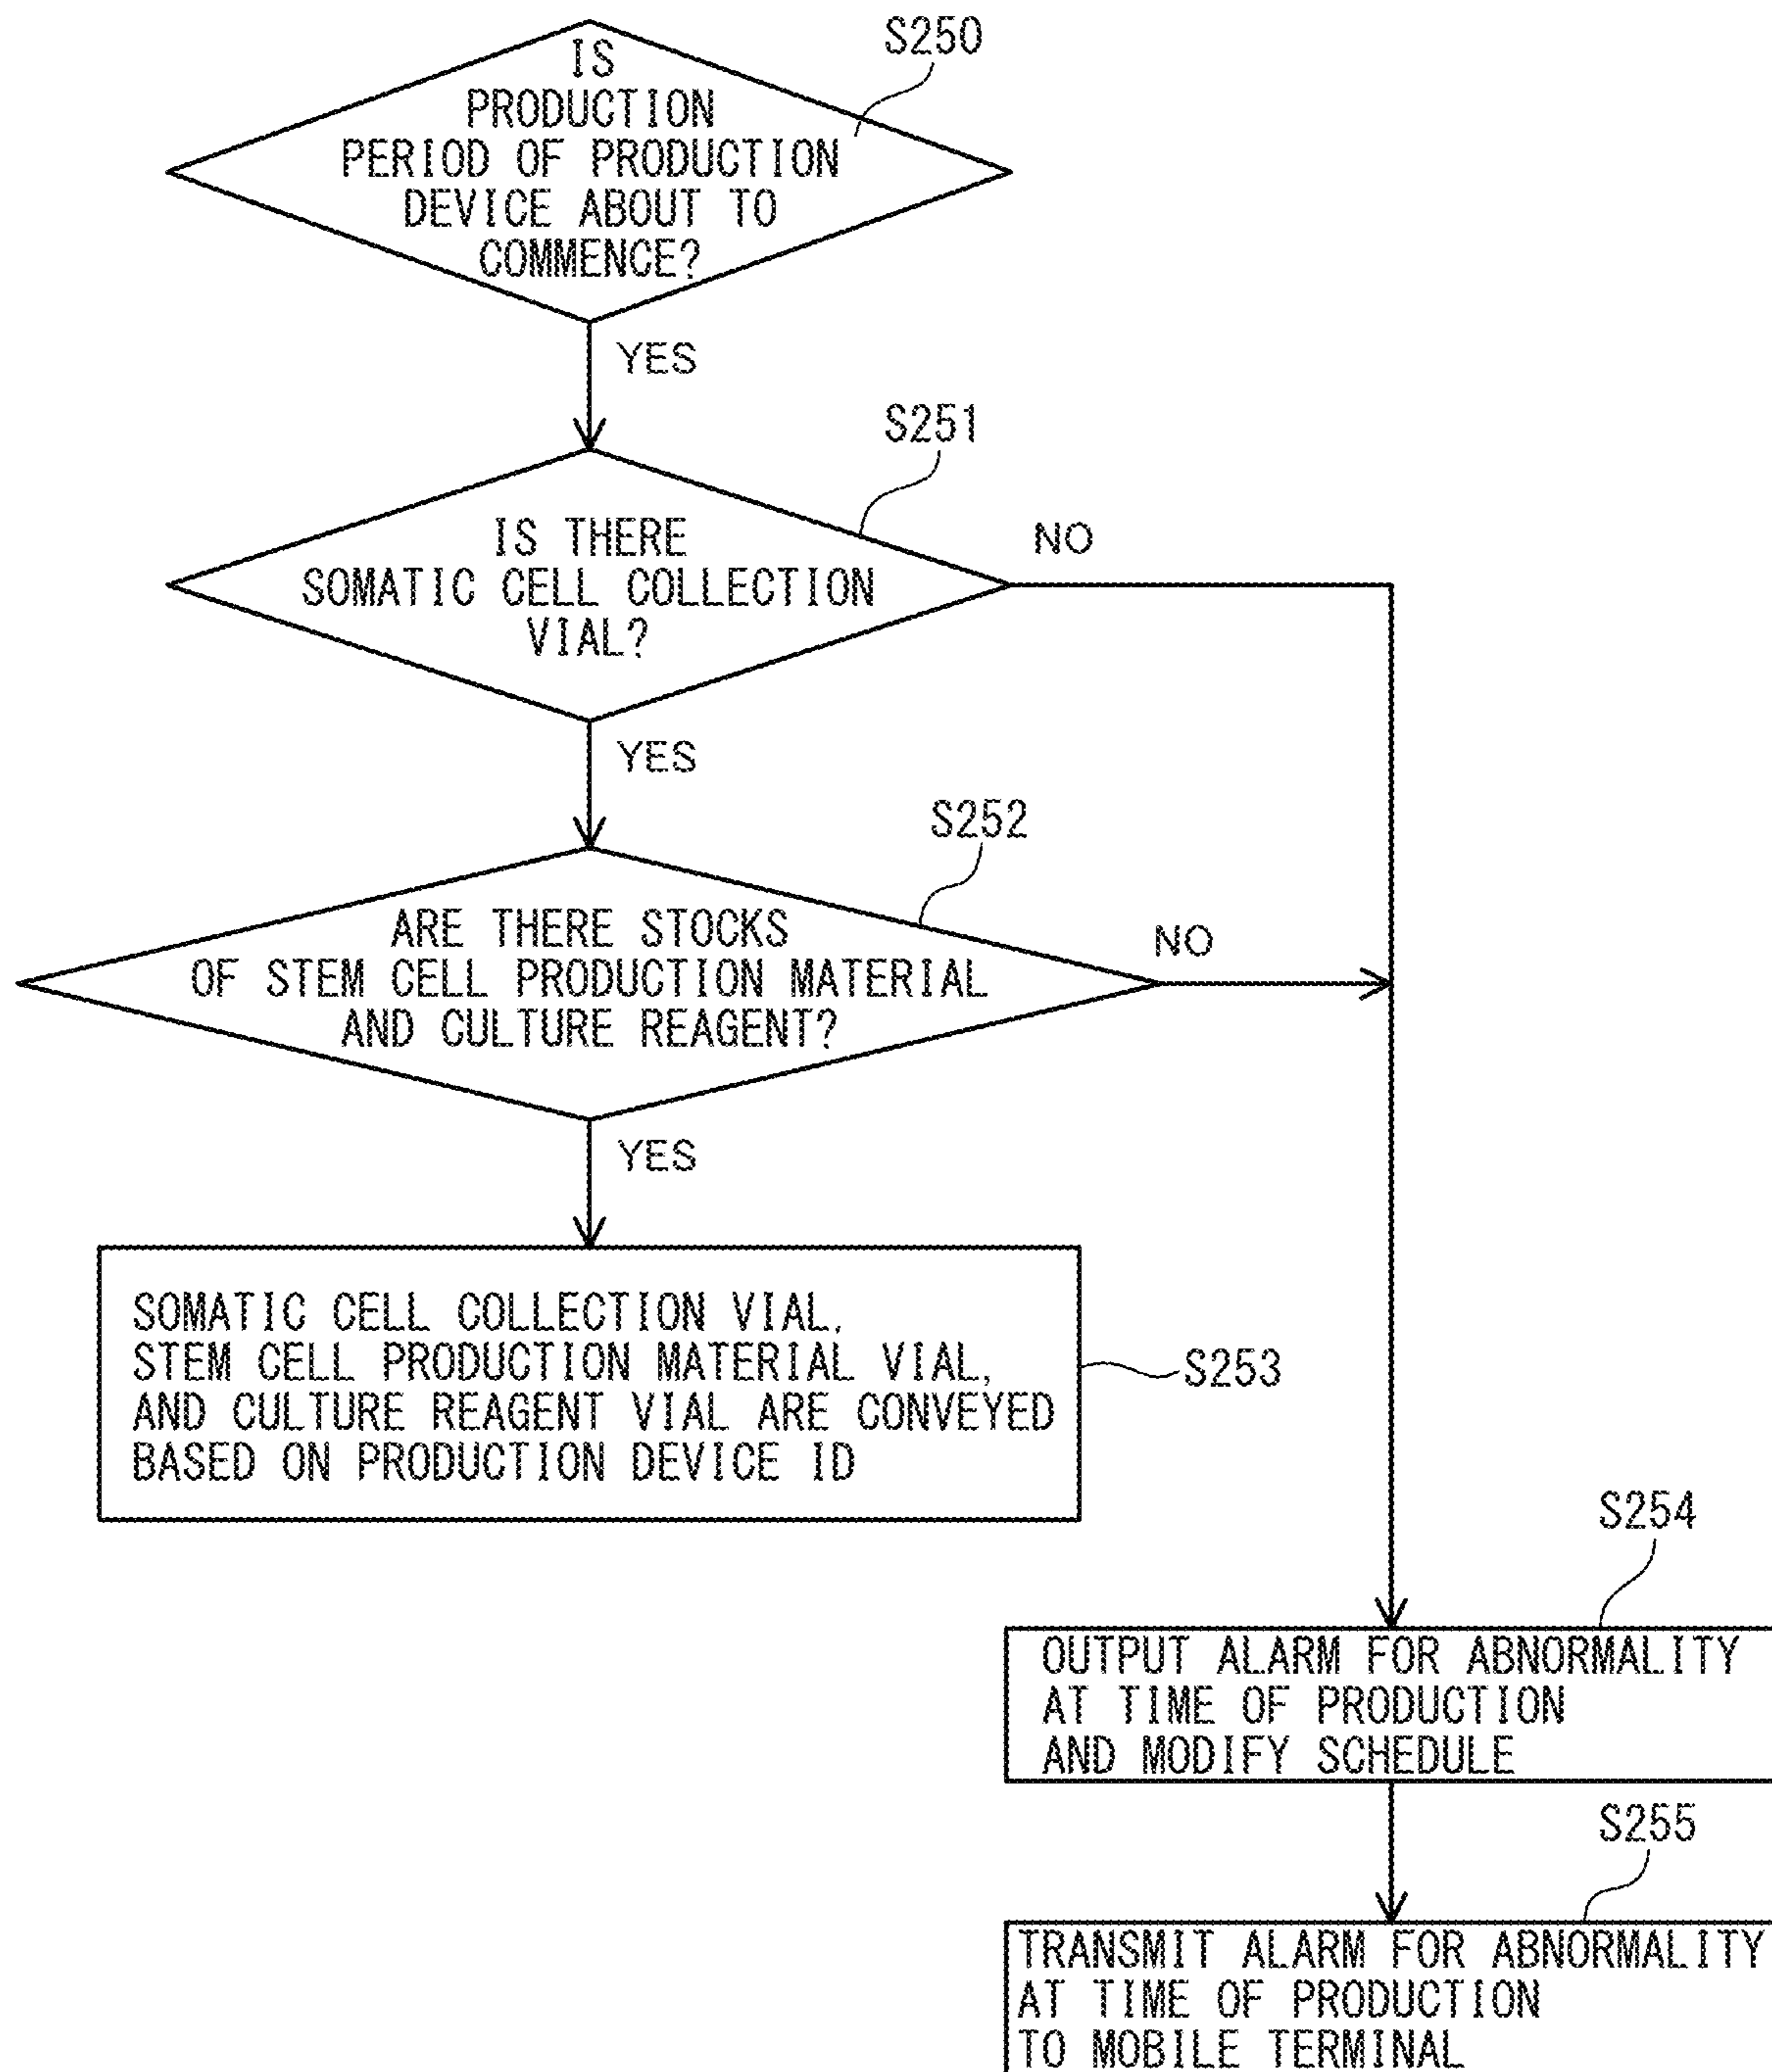 S250
IS
PRODUCTION
PERIOD OF PRODUCTION
DEVICE ABOUT TO
COMMENCE?
YES
S251
IS THERE
SOMATIC CELL COLLECTION
VIAL?
NO
YES
S252
ARE THERE STOCKS
OF STEM CELL PRODUCTION MATERIAL
AND CULTURE REAGENT?
NO
YES
SOMATIC CELL COLLECTION VIAL,
STEM CELL PRODUCTION MATERIAL VIAL,
AND CULTURE REAGENT VIAL ARE CONVEYED
BASED ON PRODUCTION DEVICE ID
S253
S254
OUTPUT ALARM FOR ABNORMALITY
AT TIME OF PRODUCTION
AND MODIFY SCHEDULE
S255
TRANSMIT ALARM FOR ABNORMALITY
AT TIME OF PRODUCTION
TO MOBILE TERMINAL